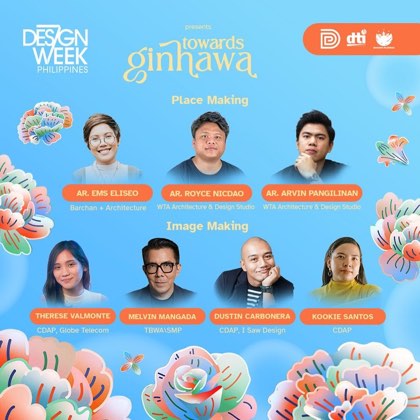 DESIGN
WEEK
PHILIPPINES
presents
towards
ginhawa
dti
Place Making
AR. EMS ELISEO
Barchan + Architecture
AR. ROYCE NICDAO
WTA Architecture & Design Studio
AR. ARVIN PANGILINAN
WTA Architecture & Design Studio
Image Making
THERESE VALMONTE
CDAP, Globe Telecom
MELVIN MANGADA
TBWA\SMP
DUSTIN CARBONERA
CDAP, I Saw Design
KOOKIE SANTOS
CDAP